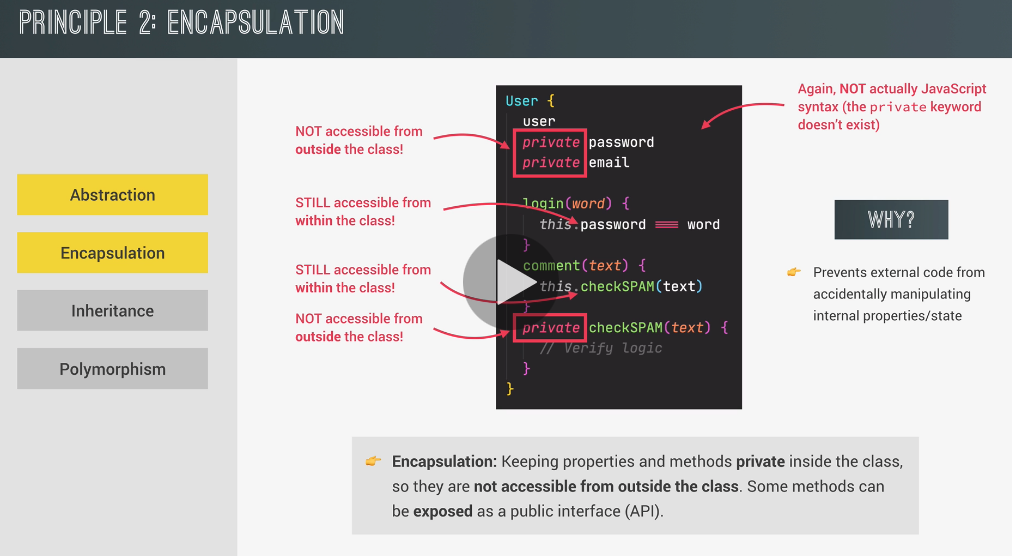 PRINCIPLE 2: ENCAPSULATION
Abstraction
Encapsulation
Inheritance
Polymorphism
NOT accessible from
outside the class!
STILL accessible from
within the class!
STILL accessible from
within the class!
NOT accessible from
outside the class!
User {
user
private password
private email
login(word) {
this.password === word
}
comment(text) {
this.checkSPAM(text)
}
private checkSPAM(text) {
// Verify logic
}
}
Again, NOT actually JavaScript
syntax (the private keyword
doesn't exist)
WHY?
👉 Prevents external code from
accidentally manipulating
internal properties/state
👉 Encapsulation: Keeping properties and methods private inside the class,
so they are not accessible from outside the class. Some methods can
be exposed as a public interface (API).